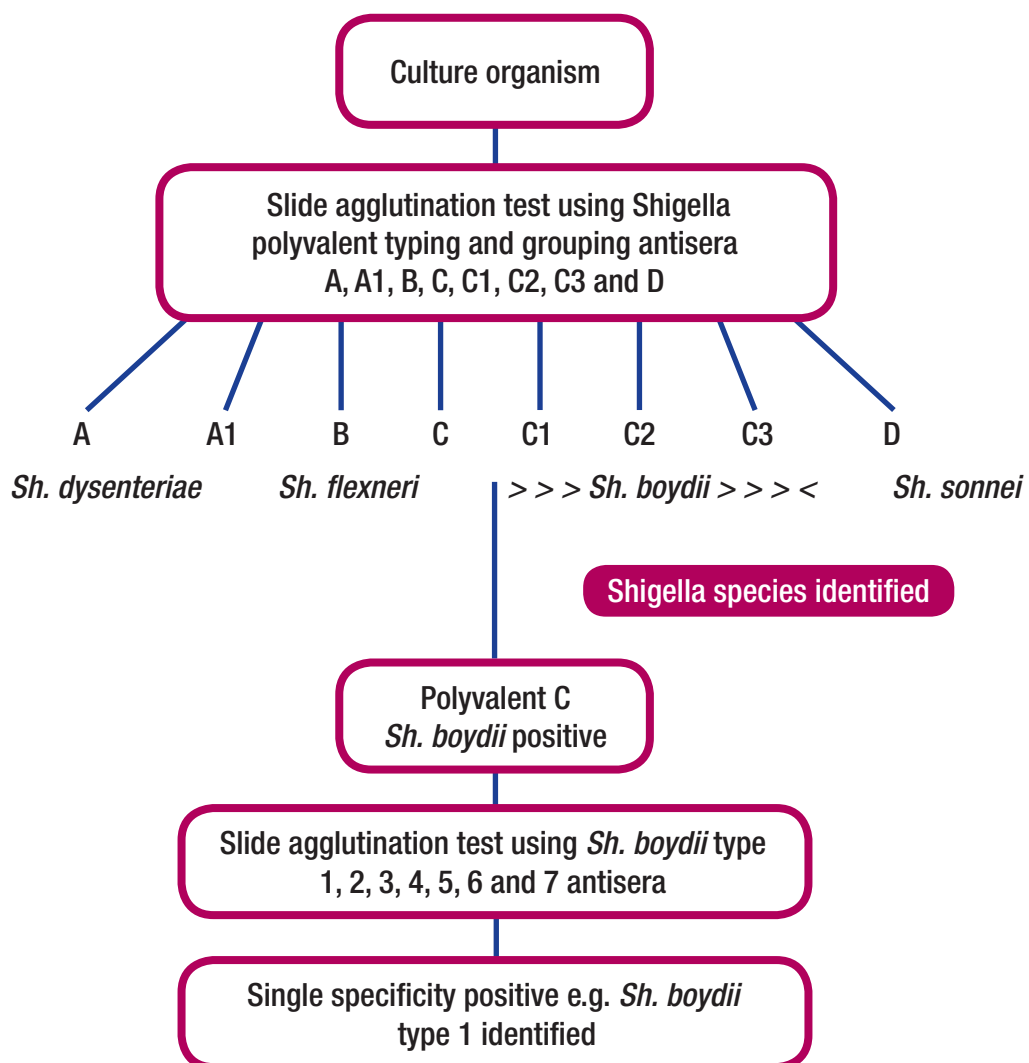 Culture organism
Slide agglutination test using Shigella
polyvalent typing and grouping antisera
A, A1, B, C, C1, C2, C3 and D
A A1 B C C1 C2 C3 D
Sh. dysenteriae Sh. flexneri > > > Sh. boydii > > > < Sh. sonnei
Shigella species identified
Polyvalent C
Sh. boydii positive
Slide agglutination test using Sh. boydii type
1, 2, 3, 4, 5, 6 and 7 antisera
Single specificity positive e.g. Sh. boydii
type 1 identified